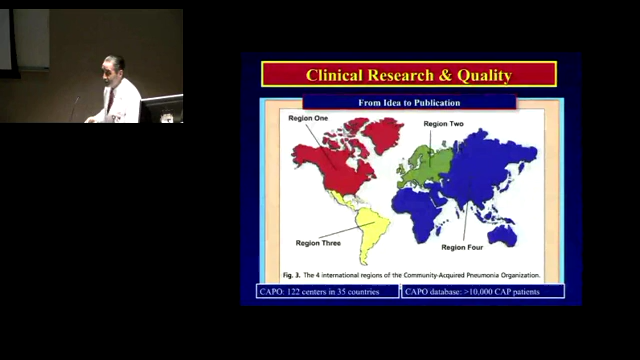 Clinical Research & Quality
From Idea to Publication
Region One
Region Two
Region Three
Region Four
Fig. 3. The 4 international regions of the Community-Acquired Pneumonia Organization.
CAPO: 122 centers in 35 countries
CAPO database: >10,000 CAP patients